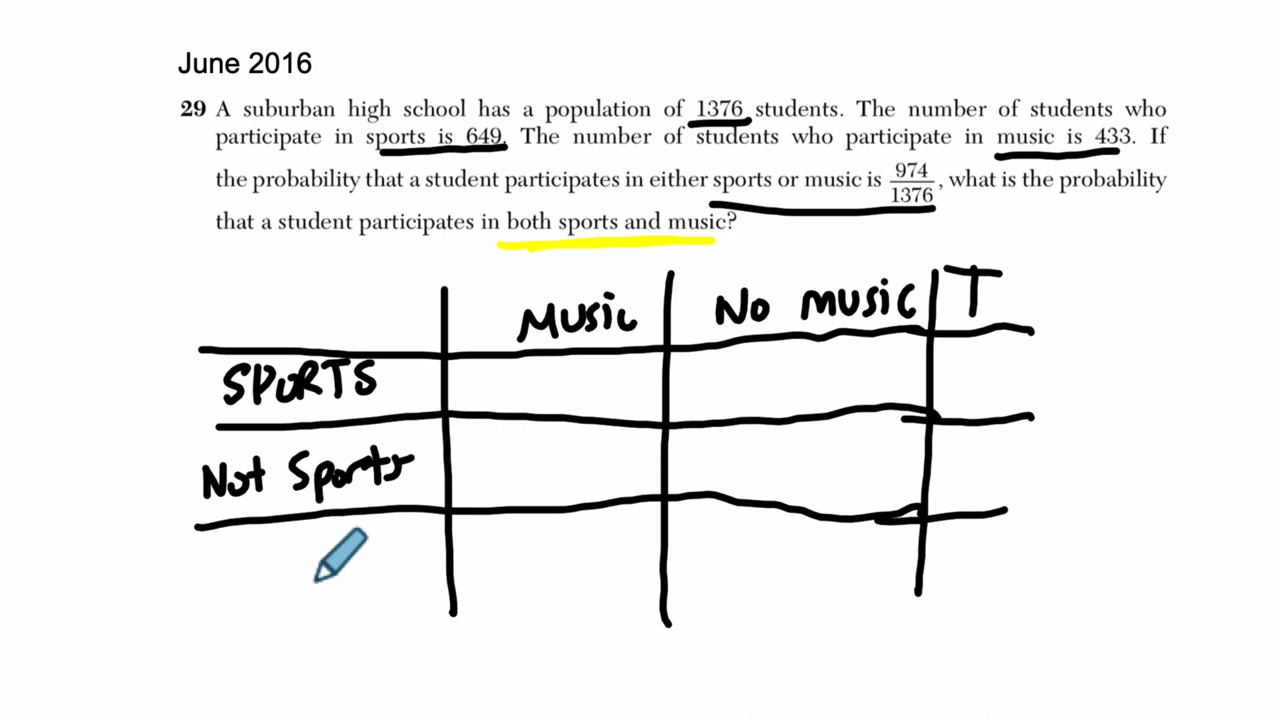 June 2016
29 A suburban high school has a population of 1376 students. The number of students who
participate in sports is 649. The number of students who participate in music is 433. If
the probability that a student participates in either sports or music is 974/1376, what is the probability
that a student participates in both sports and music?
Music No music T
SPORTS
Not Sports